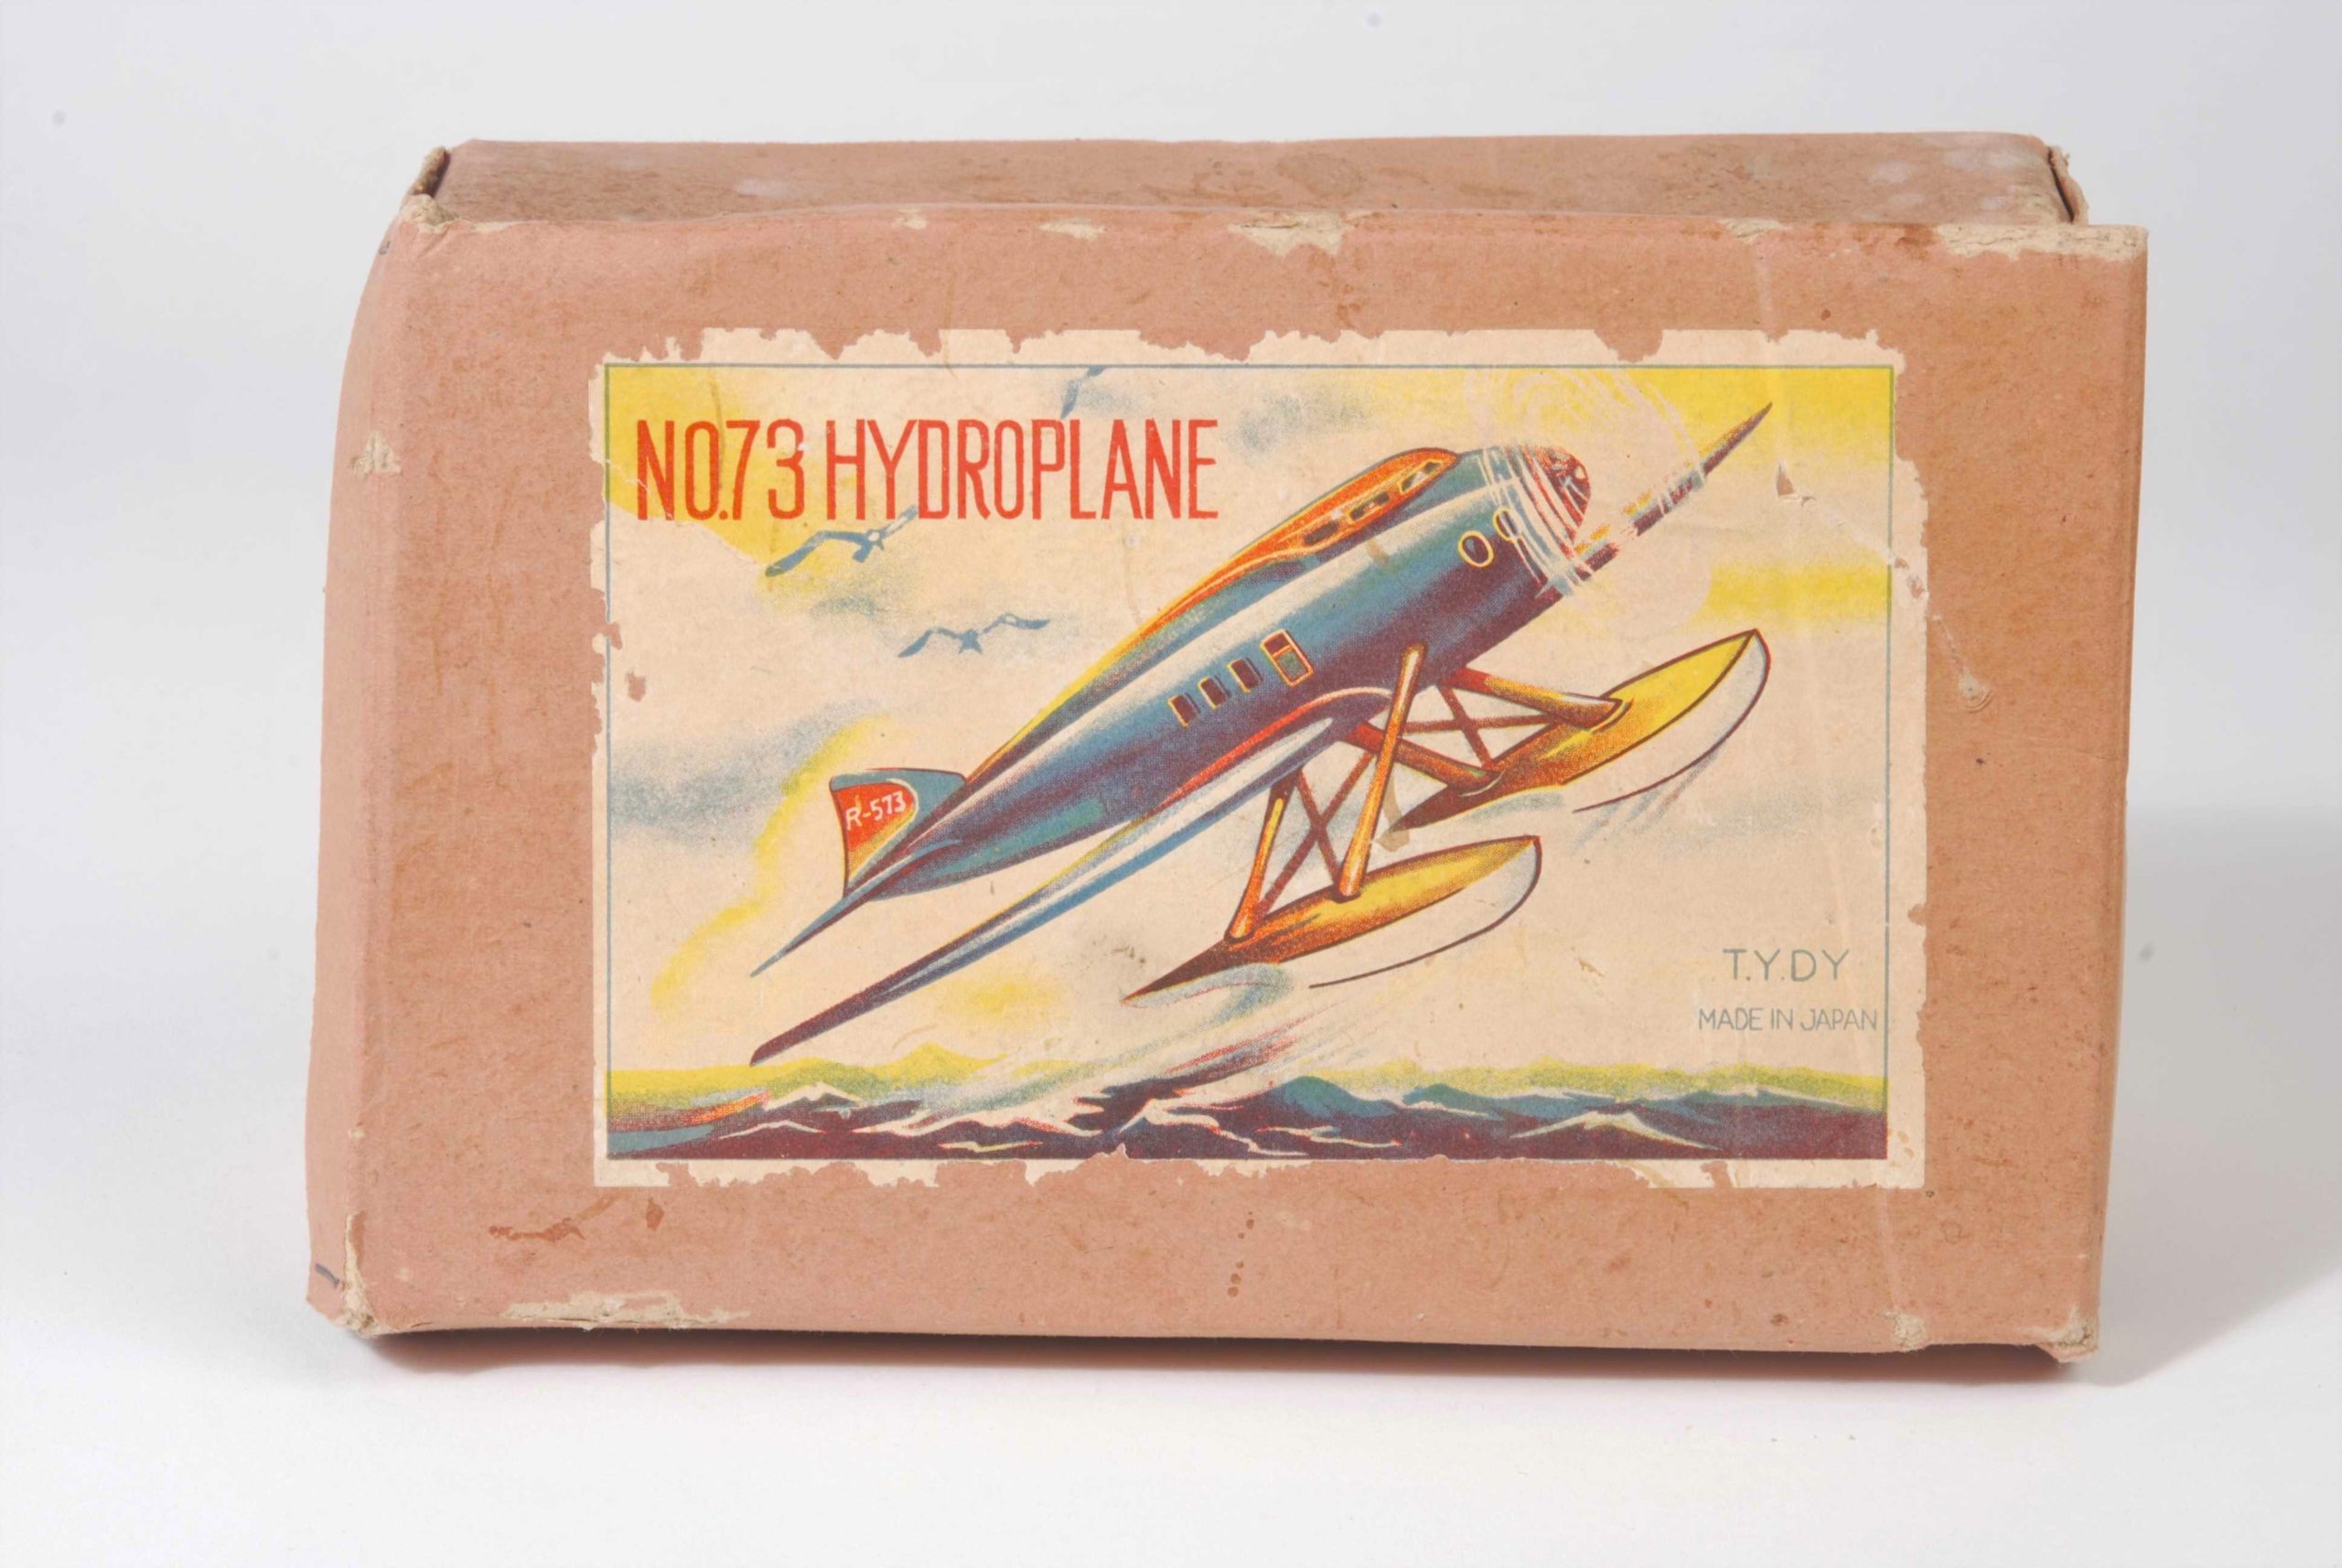 NO.73 HYDROPLANE
R-573
T.Y.DY
MADE IN JAPAN